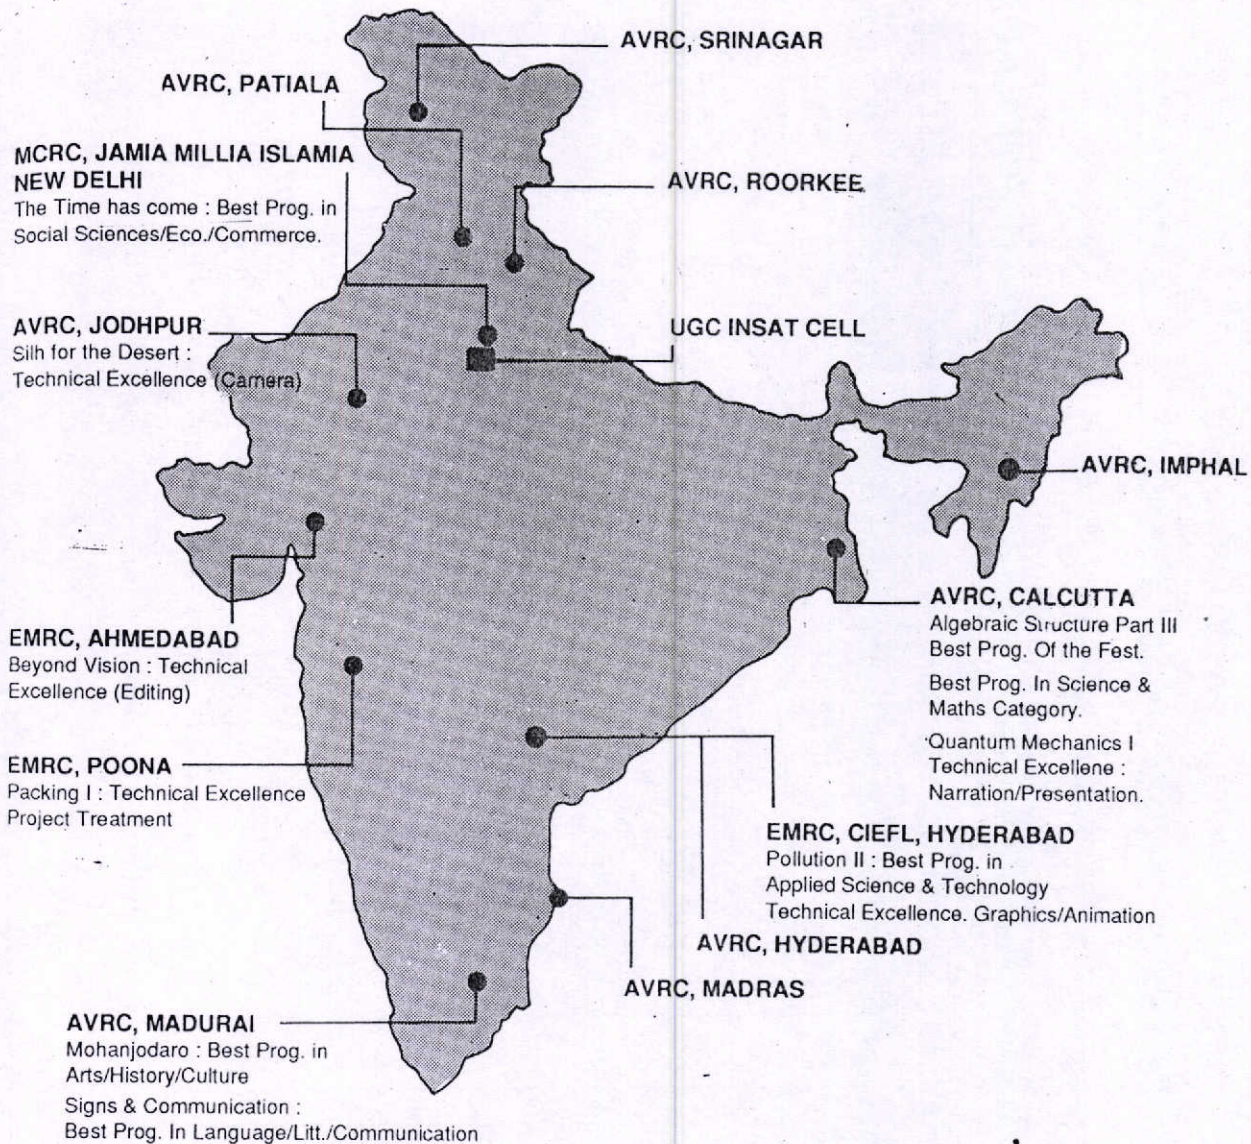 AVRC, SRINAGAR
AVRC, PATIALA
MCRC, JAMIA MILLIA ISLAMIA
NEW DELHI
The Time has come : Best Prog. in
Social Sciences/Eco./Commerce.
AVRC, ROORKEE
AVRC, JODHPUR
Silh for the Desert :
Technical Excellence (Camera)
UGC INSAT CELL
AVRC, IMPHAL
EMRC, AHMEDABAD
Beyond Vision : Technical
Excellence (Editing)
AVRC, CALCUTTA
Algebraic Structure Part III
Best Prog. Of the Fest.
Best Prog. In Science &
Maths Category.
Quantum Mechanics I
Technical Excellene :
Narration/Presentation.
EMRC, POONA
Packing I : Technical Excellence
Project Treatment
EMRC, CIEFL, HYDERABAD
Pollution II : Best Prog. in
Applied Science & Technology
Technical Excellence. Graphics/Animation
AVRC, HYDERABAD
AVRC, MADRAS
AVRC, MADURAI
Mohanjodaro : Best Prog. in
Arts/History/Culture
Signs & Communication :
Best Prog. In Language/Litt./Communication